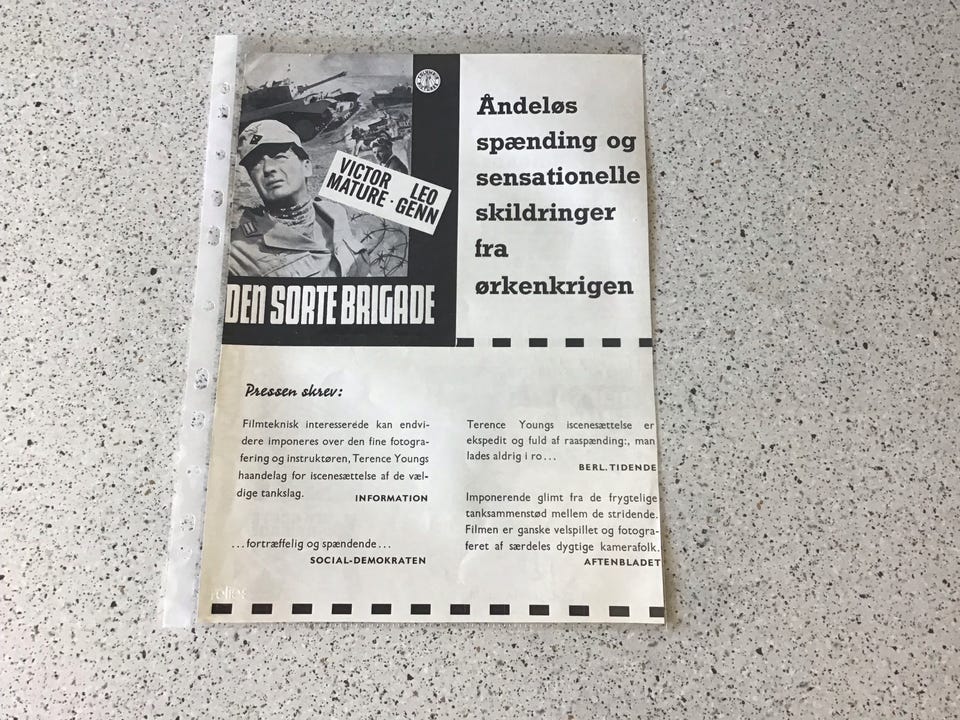 VICTOR LEO
MATURE · GENN
DEN SORTE BRIGADE
Åndeløs
spænding og
sensationelle
skildringer
fra
ørkenkrigen
Pressen skrev:
Filmteknisk interesserede kan endvi-
dere imponeres over den fine fotogra-
fering og instruktøren, Terence Youngs
haandelag for iscenesættelse af de væl-
dige tankslag.
INFORMATION
...fortræffelig og spændende...
SOCIAL-DEMOKRATEN
Terence Youngs iscenesættelse er
ekspedit og fuld af raaspænding:, man
lades aldrig i ro...
BERL. TIDENDE
Imponerende glimt fra de frygtelige
tanksammenstød mellem de stridende.
Filmen er ganske velspillet og fotogra-
feret af særdeles dygtige kamerafolk.
AFTENBLADET